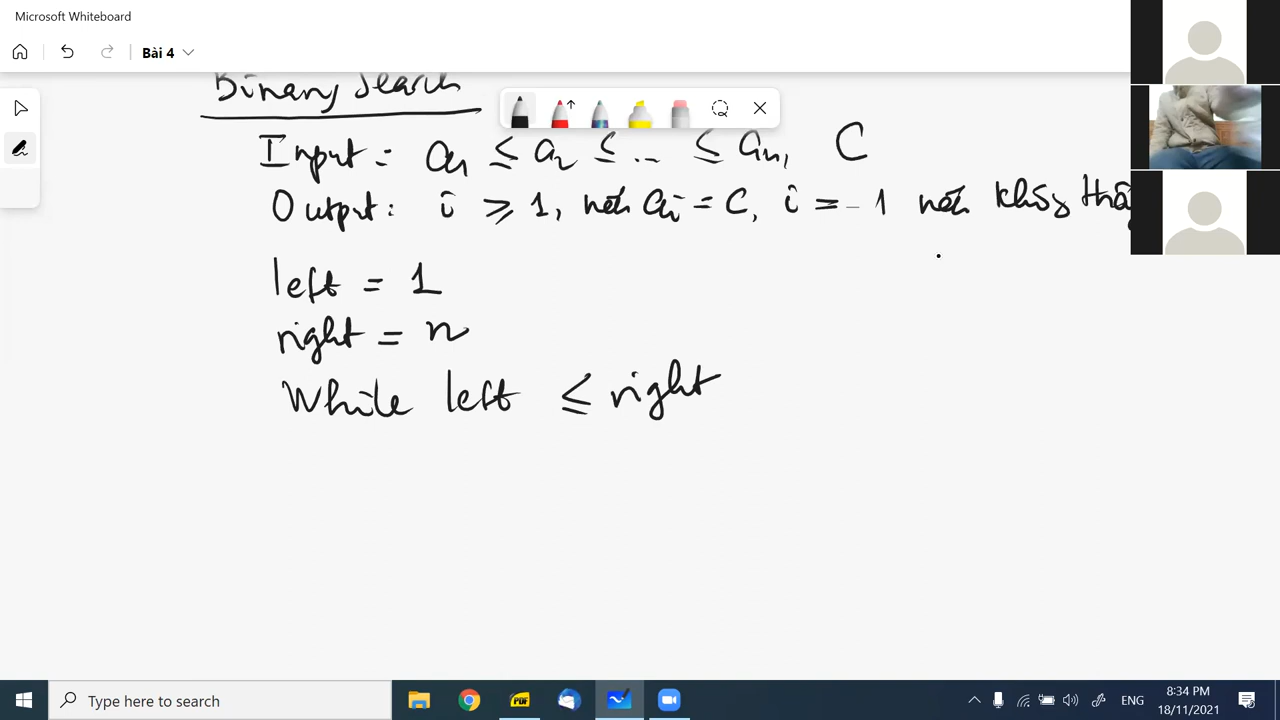 Microsoft Whiteboard
Bài 4
Binary Search
Input: a₁ ≤ a₂ ≤ ... ≤ aₙ, C
Output: i ≥ 1, nếu aᵢ = C, i = -1 nếu không thấy
left = 1
right = n
While left ≤ right
Type here to search
PDF
ENG
8:34 PM
18/11/2021